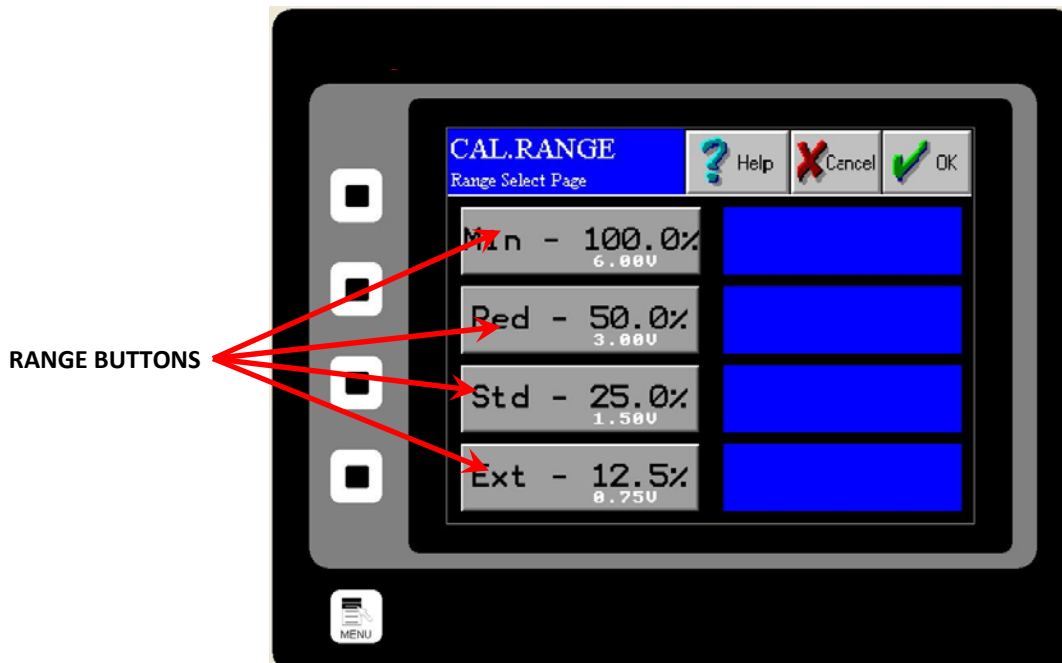 CAL.RANGE
Range Select Page
Help
Cancel
OK
RANGE BUTTONS
Min - 100.0%
6.00V
Red - 50.0%
3.00V
Std - 25.0%
1.50V
Ext - 12.5%
0.75V
MENU